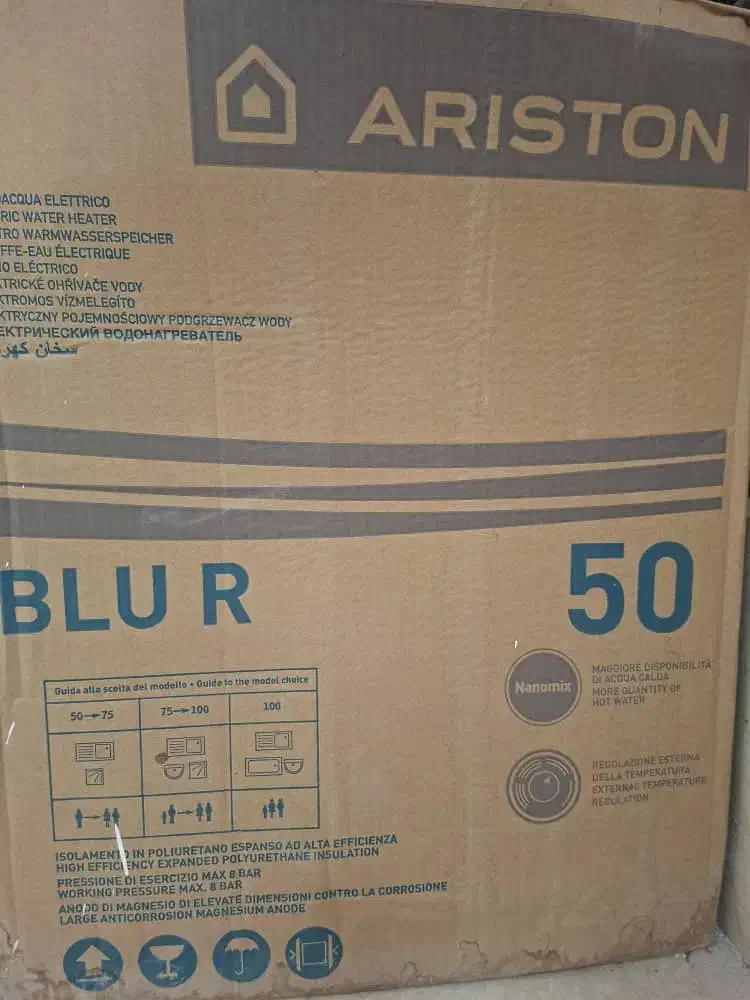 ARISTON
ACQUA ELETTRICO
RIC WATER HEATER
TRO WARMWASSERSPEICHER
FFE-EAU ÉLECTRIQUE
O ELÉCTRICO
TRICKÉ OHŘÍVAČE VODY
KTROMOS VÍZMELEGÍTO
KTRYCZNY POJEMNOŚCIOWY PODGRZEWACZ WODY
ЕКТРИЧЕСКИЙ ВОДОНАГРЕВАТЕЛЬ
سخان كهر
BLU R
50
Nanomix
MAGGIORE DISPONIBILITÀ
DI ACQUA CALDA
MORE QUANTITY OF
HOT WATER
REGOLAZIONE ESTERNA
DELLA TEMPERATURA
EXTERNAL TEMPERATURE
REGULATION
Guida alla scelta del modello • Guide to the model choice
50→75 75→100 100
ISOLAMENTO IN POLIURETANO ESPANSO AD ALTA EFFICIENZA
HIGH EFFICIENCY EXPANDED POLYURETHANE INSULATION
PRESSIONE DI ESERCIZIO MAX 8 BAR
WORKING PRESSURE MAX. 8 BAR
ANODO DI MAGNESIO DI ELEVATE DIMENSIONI CONTRO LA CORROSIONE
LARGE ANTICORROSION MAGNESIUM ANODE